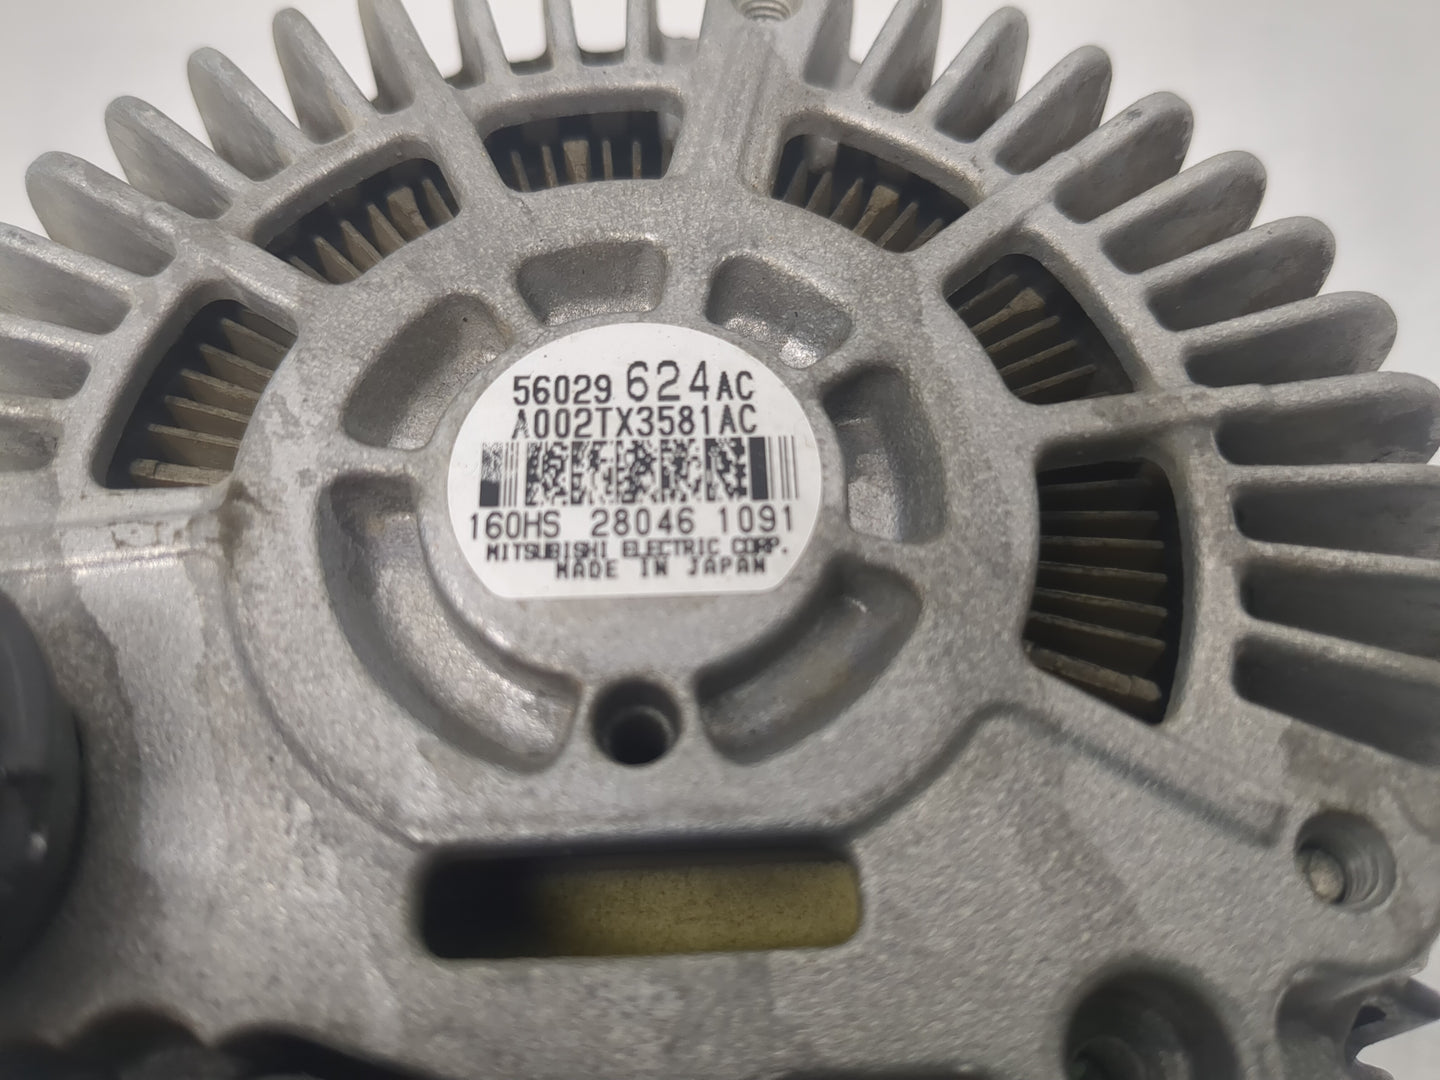 56029 624AC
A002TX3581AC
160HS 28046 1091
MITSUBISHI ELECTRIC CORP.
MADE IN JAPAN